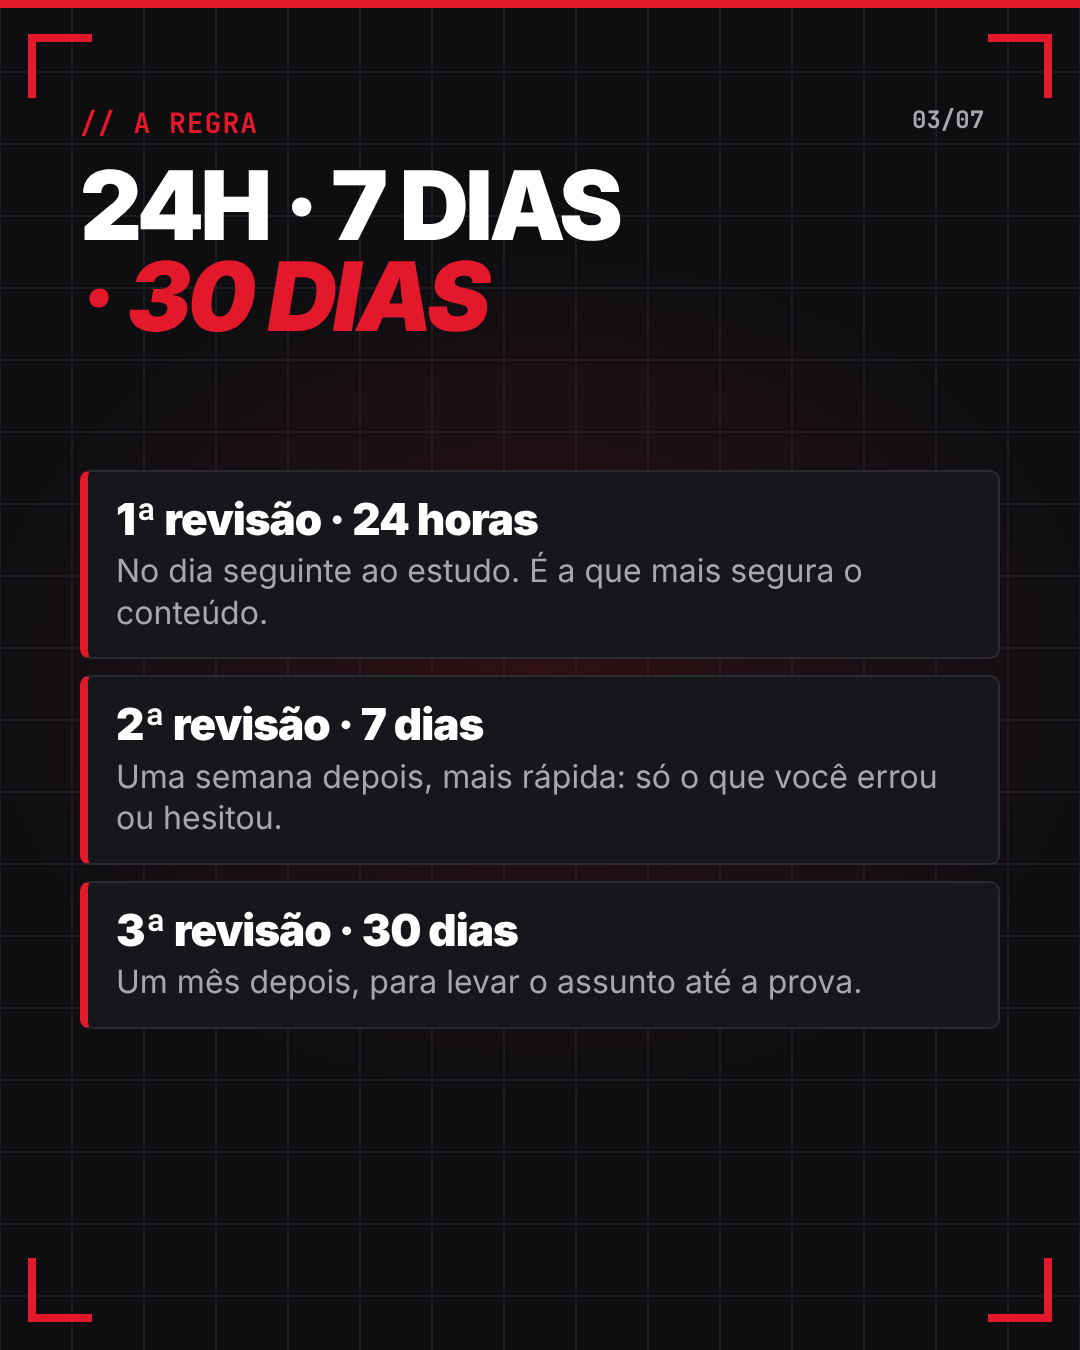 // A REGRA
03/07
24H · 7 DIAS
· 30 DIAS
1ª revisão · 24 horas
No dia seguinte ao estudo. É a que mais segura o
conteúdo.
2ª revisão · 7 dias
Uma semana depois, mais rápida: só o que você errou
ou hesitou.
3ª revisão · 30 dias
Um mês depois, para levar o assunto até a prova.